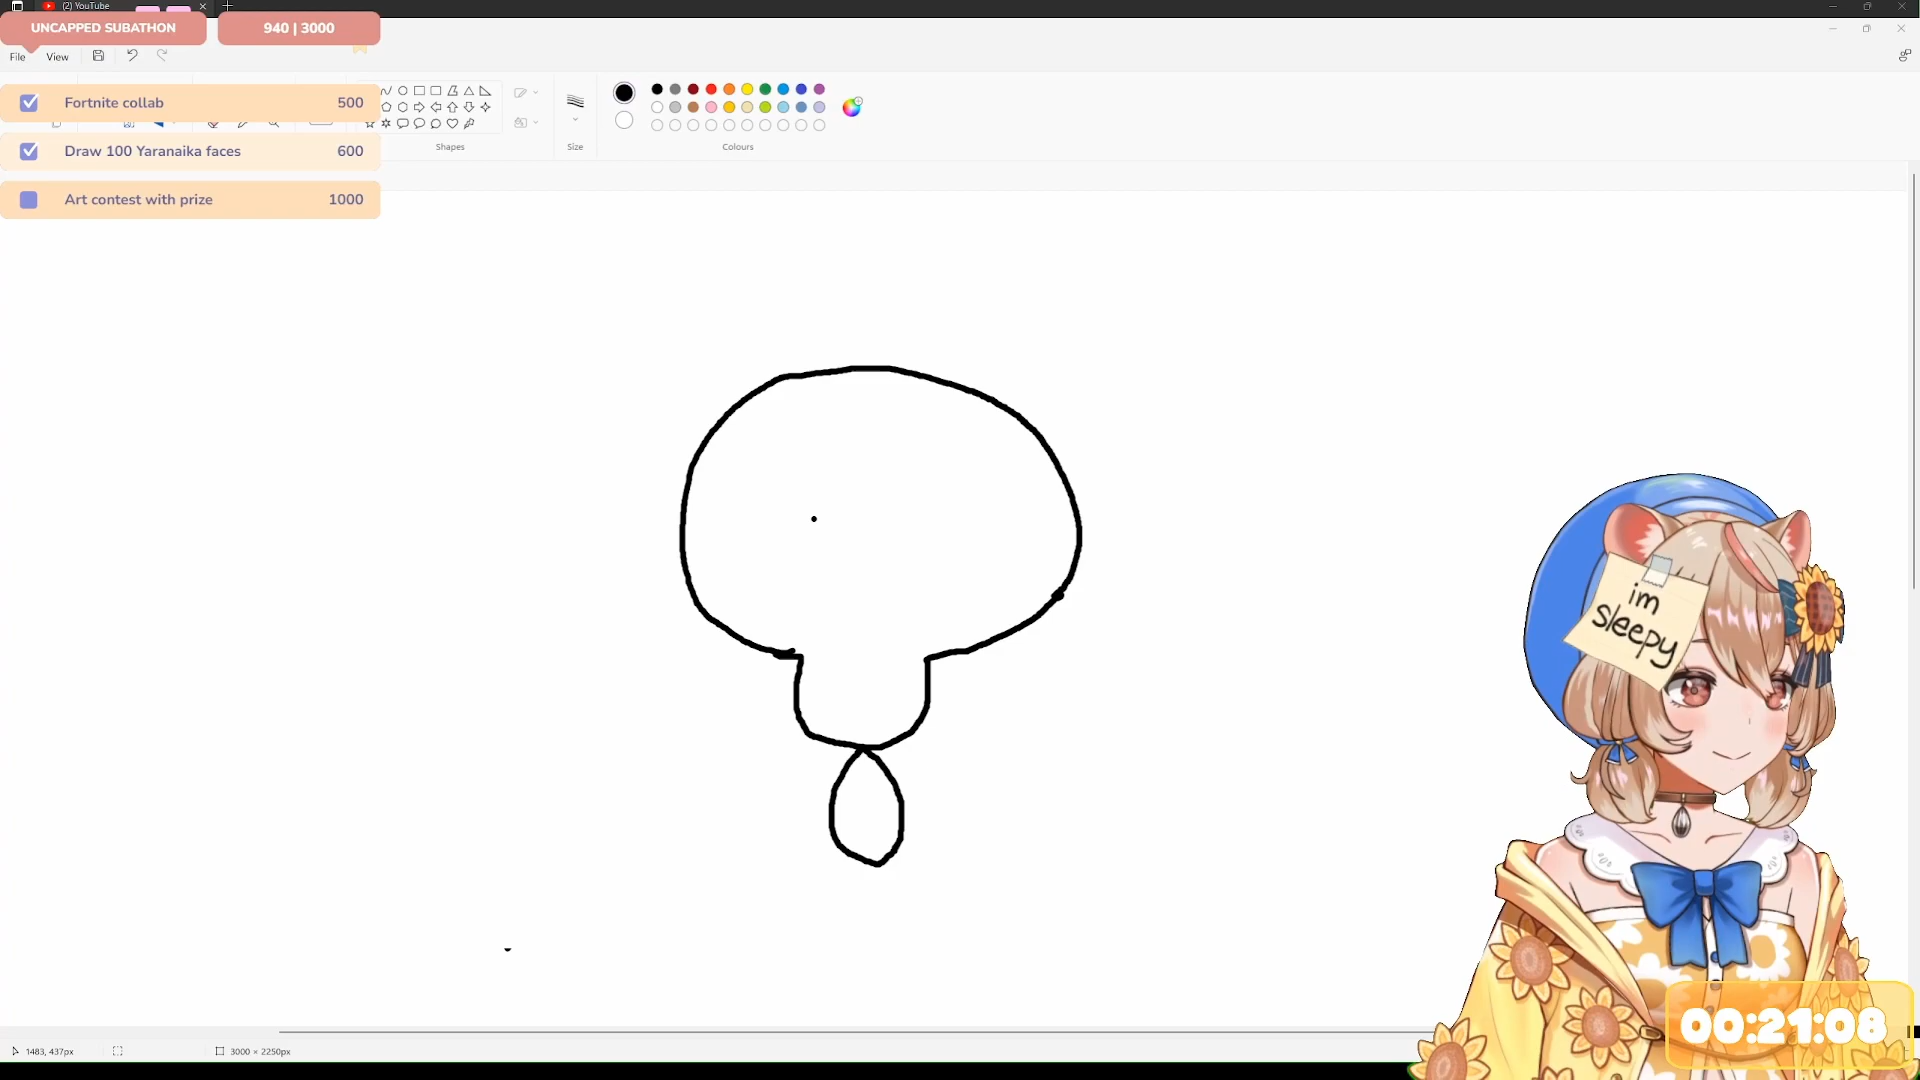 (2) YouTube
UNCAPPED SUBATHON
940 | 3000
File
View
Fortnite collab
500
Draw 100 Yaranaika faces
600
Art contest with prize
1000
Shapes
Size
Colours
im
sleepy
00:21:08
1483, 437px
3000 × 2250px